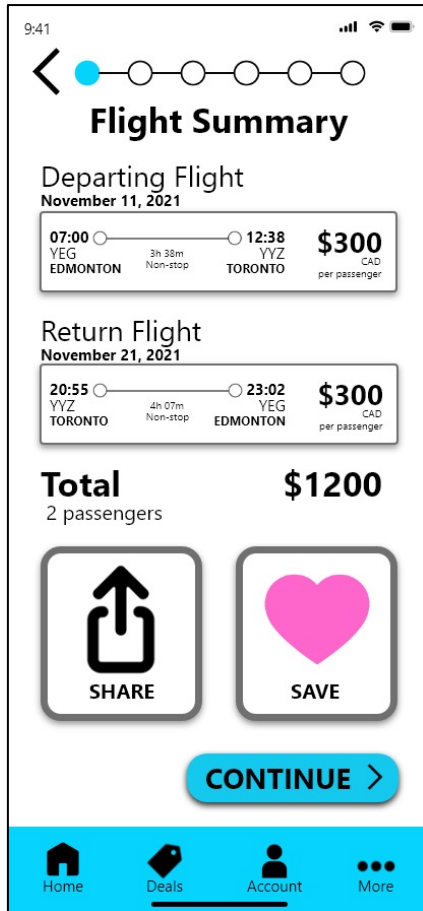 9:41
Flight Summary
Departing Flight
November 11, 2021
07:00 12:38 $300
YEG 3h 38m YYZ CAD
EDMONTON Non-stop TORONTO per passenger
Return Flight
November 21, 2021
20:55 23:02 $300
YYZ 4h 07m YEG CAD
TORONTO Non-stop EDMONTON per passenger
Total $1200
2 passengers
SHARE SAVE
CONTINUE
Home Deals Account More